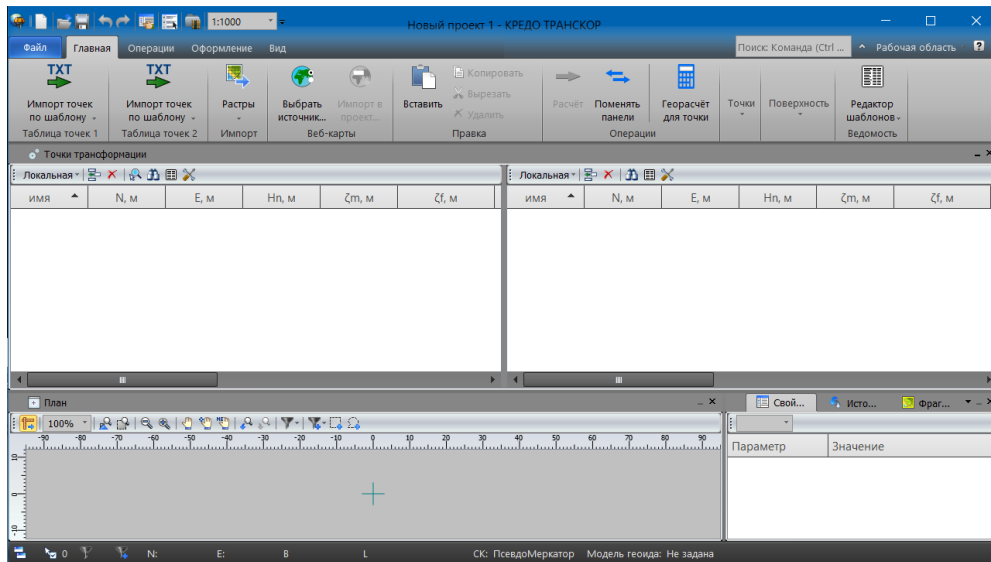 1:1000
Новый проект 1 - КРЕДО ТРАНСКОР
Файл Главная Операции Оформление Вид Поиск: Команда (Ctrl ... Рабочая область ?
TXT TXT
Импорт точек по шаблону Импорт точек по шаблону Растры Выбрать источник... Импорт в проект... Вставить Копировать Вырезать Удалить Расчёт Поменять панели Георасчёт для точки Точки Поверхность Редактор шаблонов
Таблица точек 1 Таблица точек 2 Импорт Веб-карты Правка Операции Ведомость
Точки трансформации
Локальная Локальная
имя N, м E, м Hn, м ζm, м ζf, м имя N, м E, м Hn, м ζm, м ζf, м
План Свой... Исто... Фраг...
100%
-90 -80 -70 -60 -50 -40 -30 -20 -10 0 10 20 30 40 50 60 70 80 90
Параметр Значение
0
-10
0 N: E: B L СК: ПсевдоМеркатор Модель геоида: Не задана